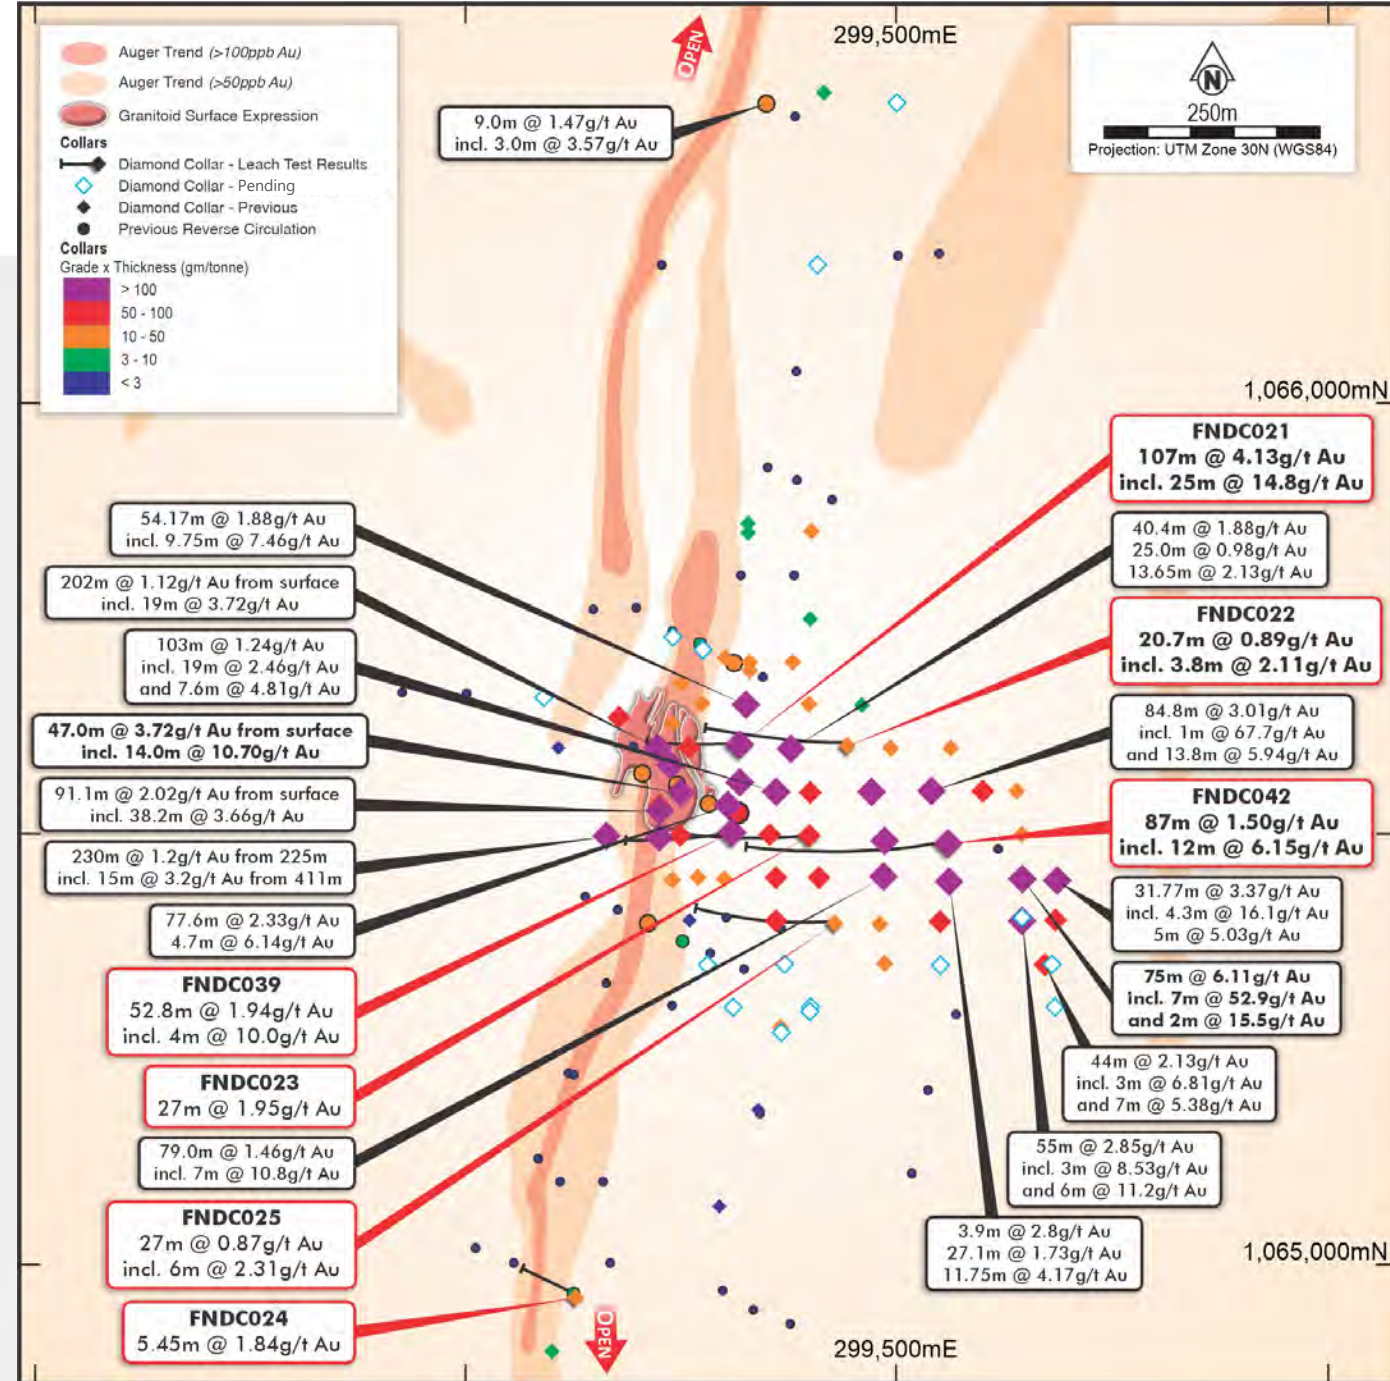 OPEN
299,500mE
Auger Trend (>100ppb Au)
Auger Trend (>50ppb Au)
Granitoid Surface Expression
Collars
Diamond Collar - Leach Test Results
Diamond Collar - Pending
Diamond Collar - Previous
Previous Reverse Circulation
Collars
Grade x Thickness (gm/tonne)
> 100
50 - 100
10 - 50
3 - 10
< 3
9.0m @ 1.47g/t Au
incl. 3.0m @ 3.57g/t Au
N
250m
Projection: UTM Zone 30N (WGS84)
1,066,000mN
54.17m @ 1.88g/t Au
incl. 9.75m @ 7.46g/t Au
202m @ 1.12g/t Au from surface
incl. 19m @ 3.72g/t Au
103m @ 1.24g/t Au
incl. 19m @ 2.46g/t Au
and 7.6m @ 4.81g/t Au
47.0m @ 3.72g/t Au from surface
incl. 14.0m @ 10.70g/t Au
91.1m @ 2.02g/t Au from surface
incl. 38.2m @ 3.66g/t Au
230m @ 1.2g/t Au from 225m
incl. 15m @ 3.2g/t Au from 411m
77.6m @ 2.33g/t Au
4.7m @ 6.14g/t Au
FNDC039
52.8m @ 1.94g/t Au
incl. 4m @ 10.0g/t Au
FNDC023
27m @ 1.95g/t Au
79.0m @ 1.46g/t Au
incl. 7m @ 10.8g/t Au
FNDC025
27m @ 0.87g/t Au
incl. 6m @ 2.31g/t Au
FNDC024
5.45m @ 1.84g/t Au
FNDC021
107m @ 4.13g/t Au
incl. 25m @ 14.8g/t Au
40.4m @ 1.88g/t Au
25.0m @ 0.98g/t Au
13.65m @ 2.13g/t Au
FNDC022
20.7m @ 0.89g/t Au
incl. 3.8m @ 2.11g/t Au
84.8m @ 3.01g/t Au
incl. 1m @ 67.7g/t Au
and 13.8m @ 5.94g/t Au
FNDC042
87m @ 1.50g/t Au
incl. 12m @ 6.15g/t Au
31.77m @ 3.37g/t Au
incl. 4.3m @ 16.1g/t Au
5m @ 5.03g/t Au
75m @ 6.11g/t Au
incl. 7m @ 52.9g/t Au
and 2m @ 15.5g/t Au
44m @ 2.13g/t Au
incl. 3m @ 6.81g/t Au
and 7m @ 5.38g/t Au
55m @ 2.85g/t Au
incl. 3m @ 8.53g/t Au
and 6m @ 11.2g/t Au
3.9m @ 2.8g/t Au
27.1m @ 1.73g/t Au
11.75m @ 4.17g/t Au
1,065,000mN
OPEN
299,500mE